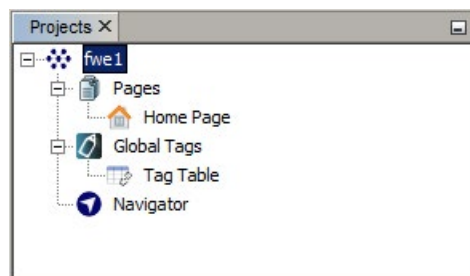 Projects
fwe1
Pages
Home Page
Global Tags
Tag Table
Navigator